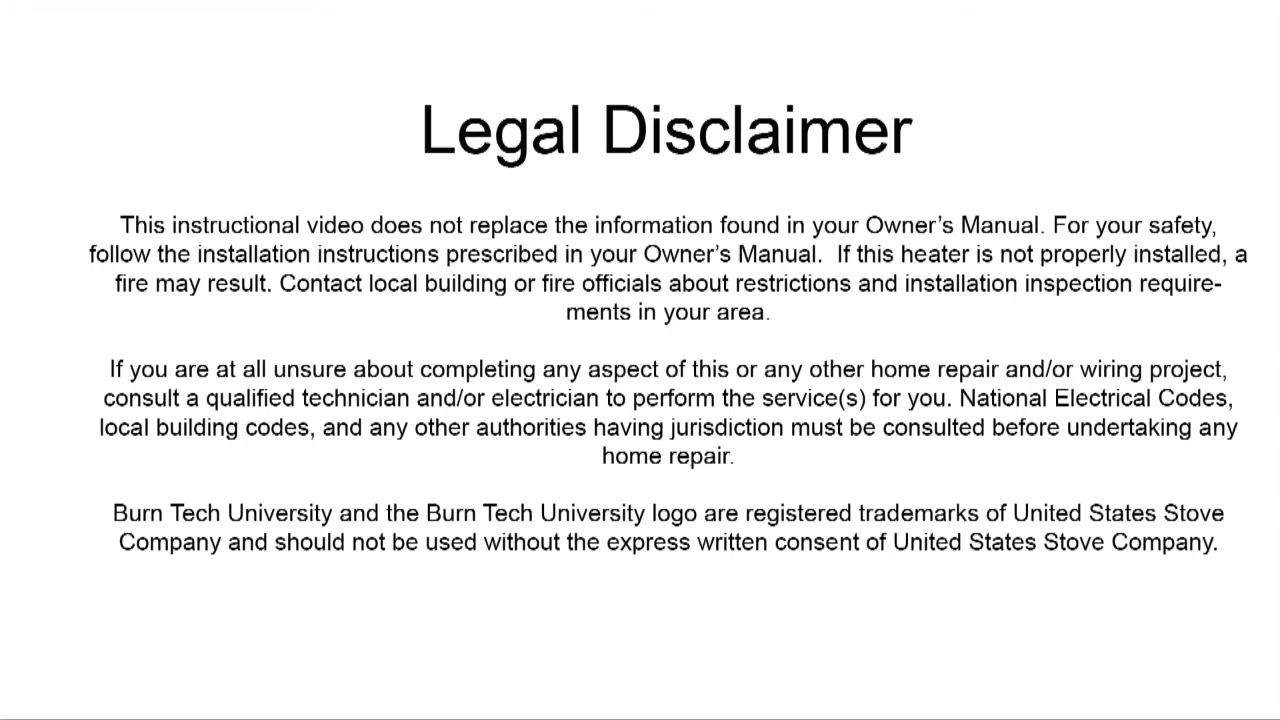 Legal Disclaimer
This instructional video does not replace the information found in your Owner’s Manual. For your safety,
follow the installation instructions prescribed in your Owner’s Manual.  If this heater is not properly installed, a
fire may result. Contact local building or fire officials about restrictions and installation inspection require-
ments in your area.
If you are at all unsure about completing any aspect of this or any other home repair and/or wiring project,
consult a qualified technician and/or electrician to perform the service(s) for you. National Electrical Codes,
local building codes, and any other authorities having jurisdiction must be consulted before undertaking any
home repair.
Burn Tech University and the Burn Tech University logo are registered trademarks of United States Stove
Company and should not be used without the express written consent of United States Stove Company.